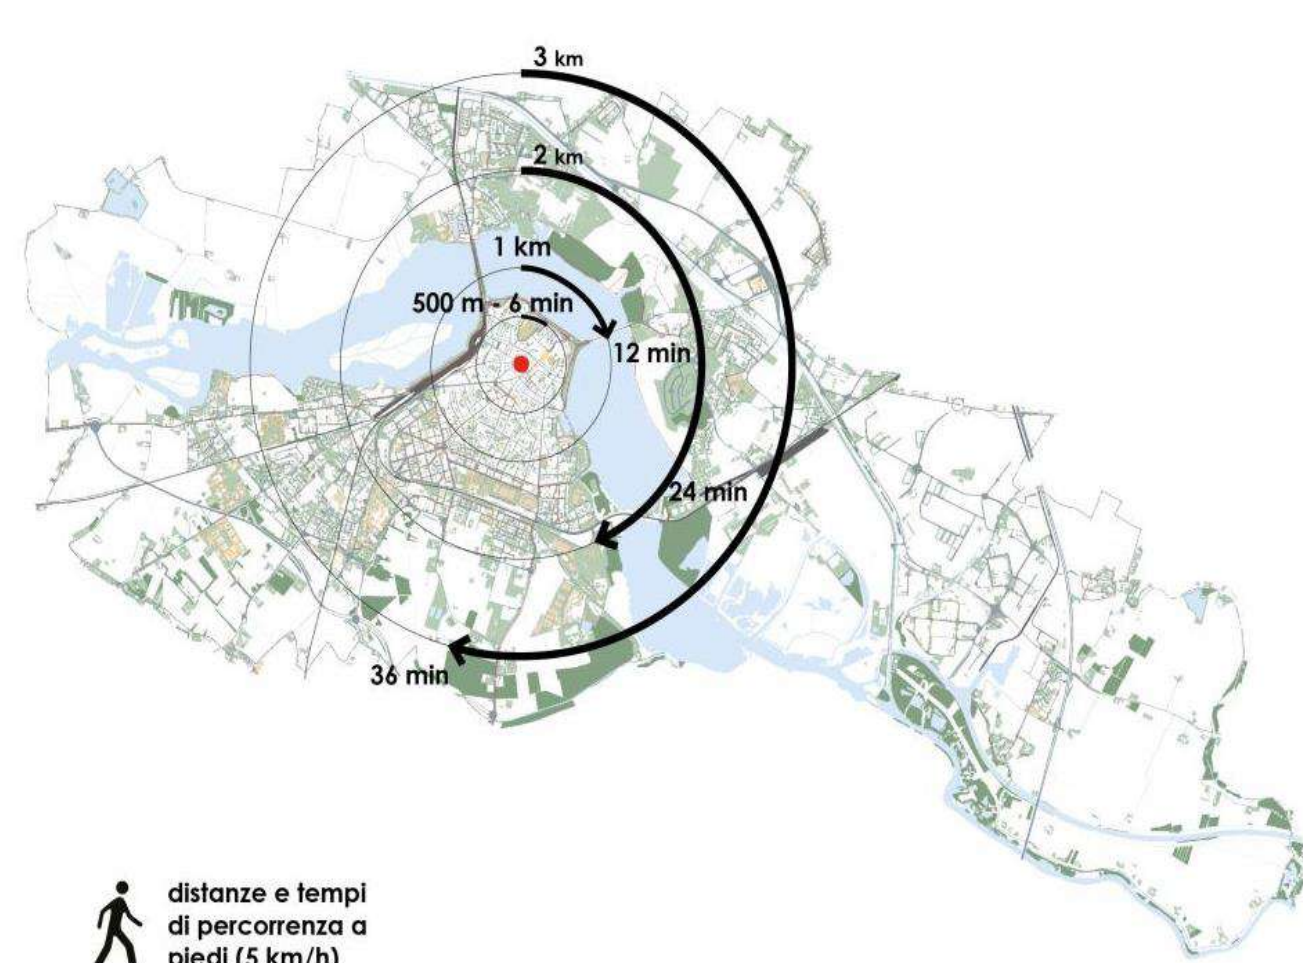 3 km
2 km
1 km
500 m - 6 min
12 min
24 min
36 min
distanze e tempi
di percorrenza a
piedi (5 km/h)